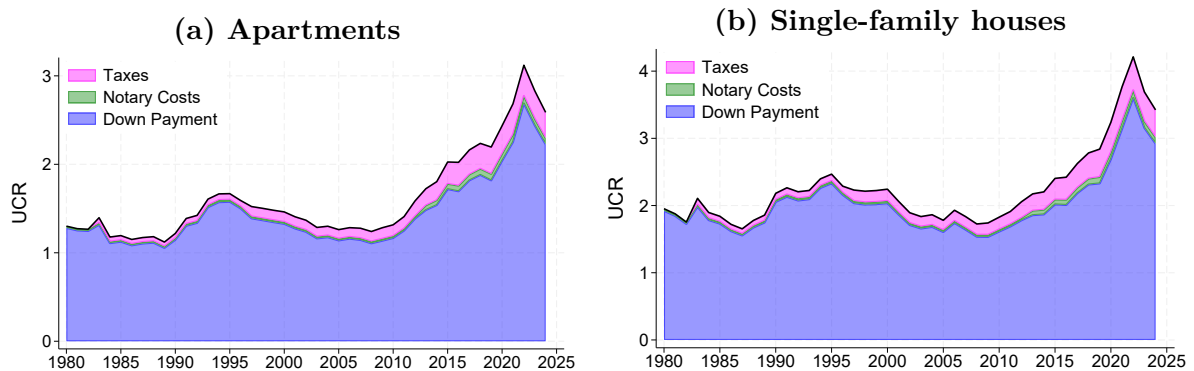 (a) Apartments
UCR
3
2
1
0
Taxes
Notary Costs
Down Payment
1980 1985 1990 1995 2000 2005 2010 2015 2020 2025
(b) Single-family houses
UCR
4
3
2
1
0
Taxes
Notary Costs
Down Payment
1980 1985 1990 1995 2000 2005 2010 2015 2020 2025